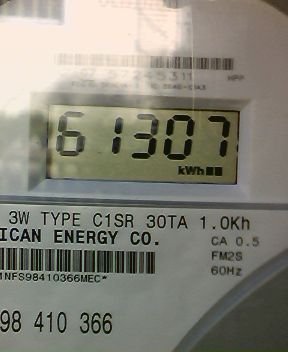 61307
kWh
3W TYPE C1SR 30TA 1.0Kh
ICAN ENERGY CO.
CA 0.5
FM2S
60Hz
MNFS98410366MEC*
98 410 366